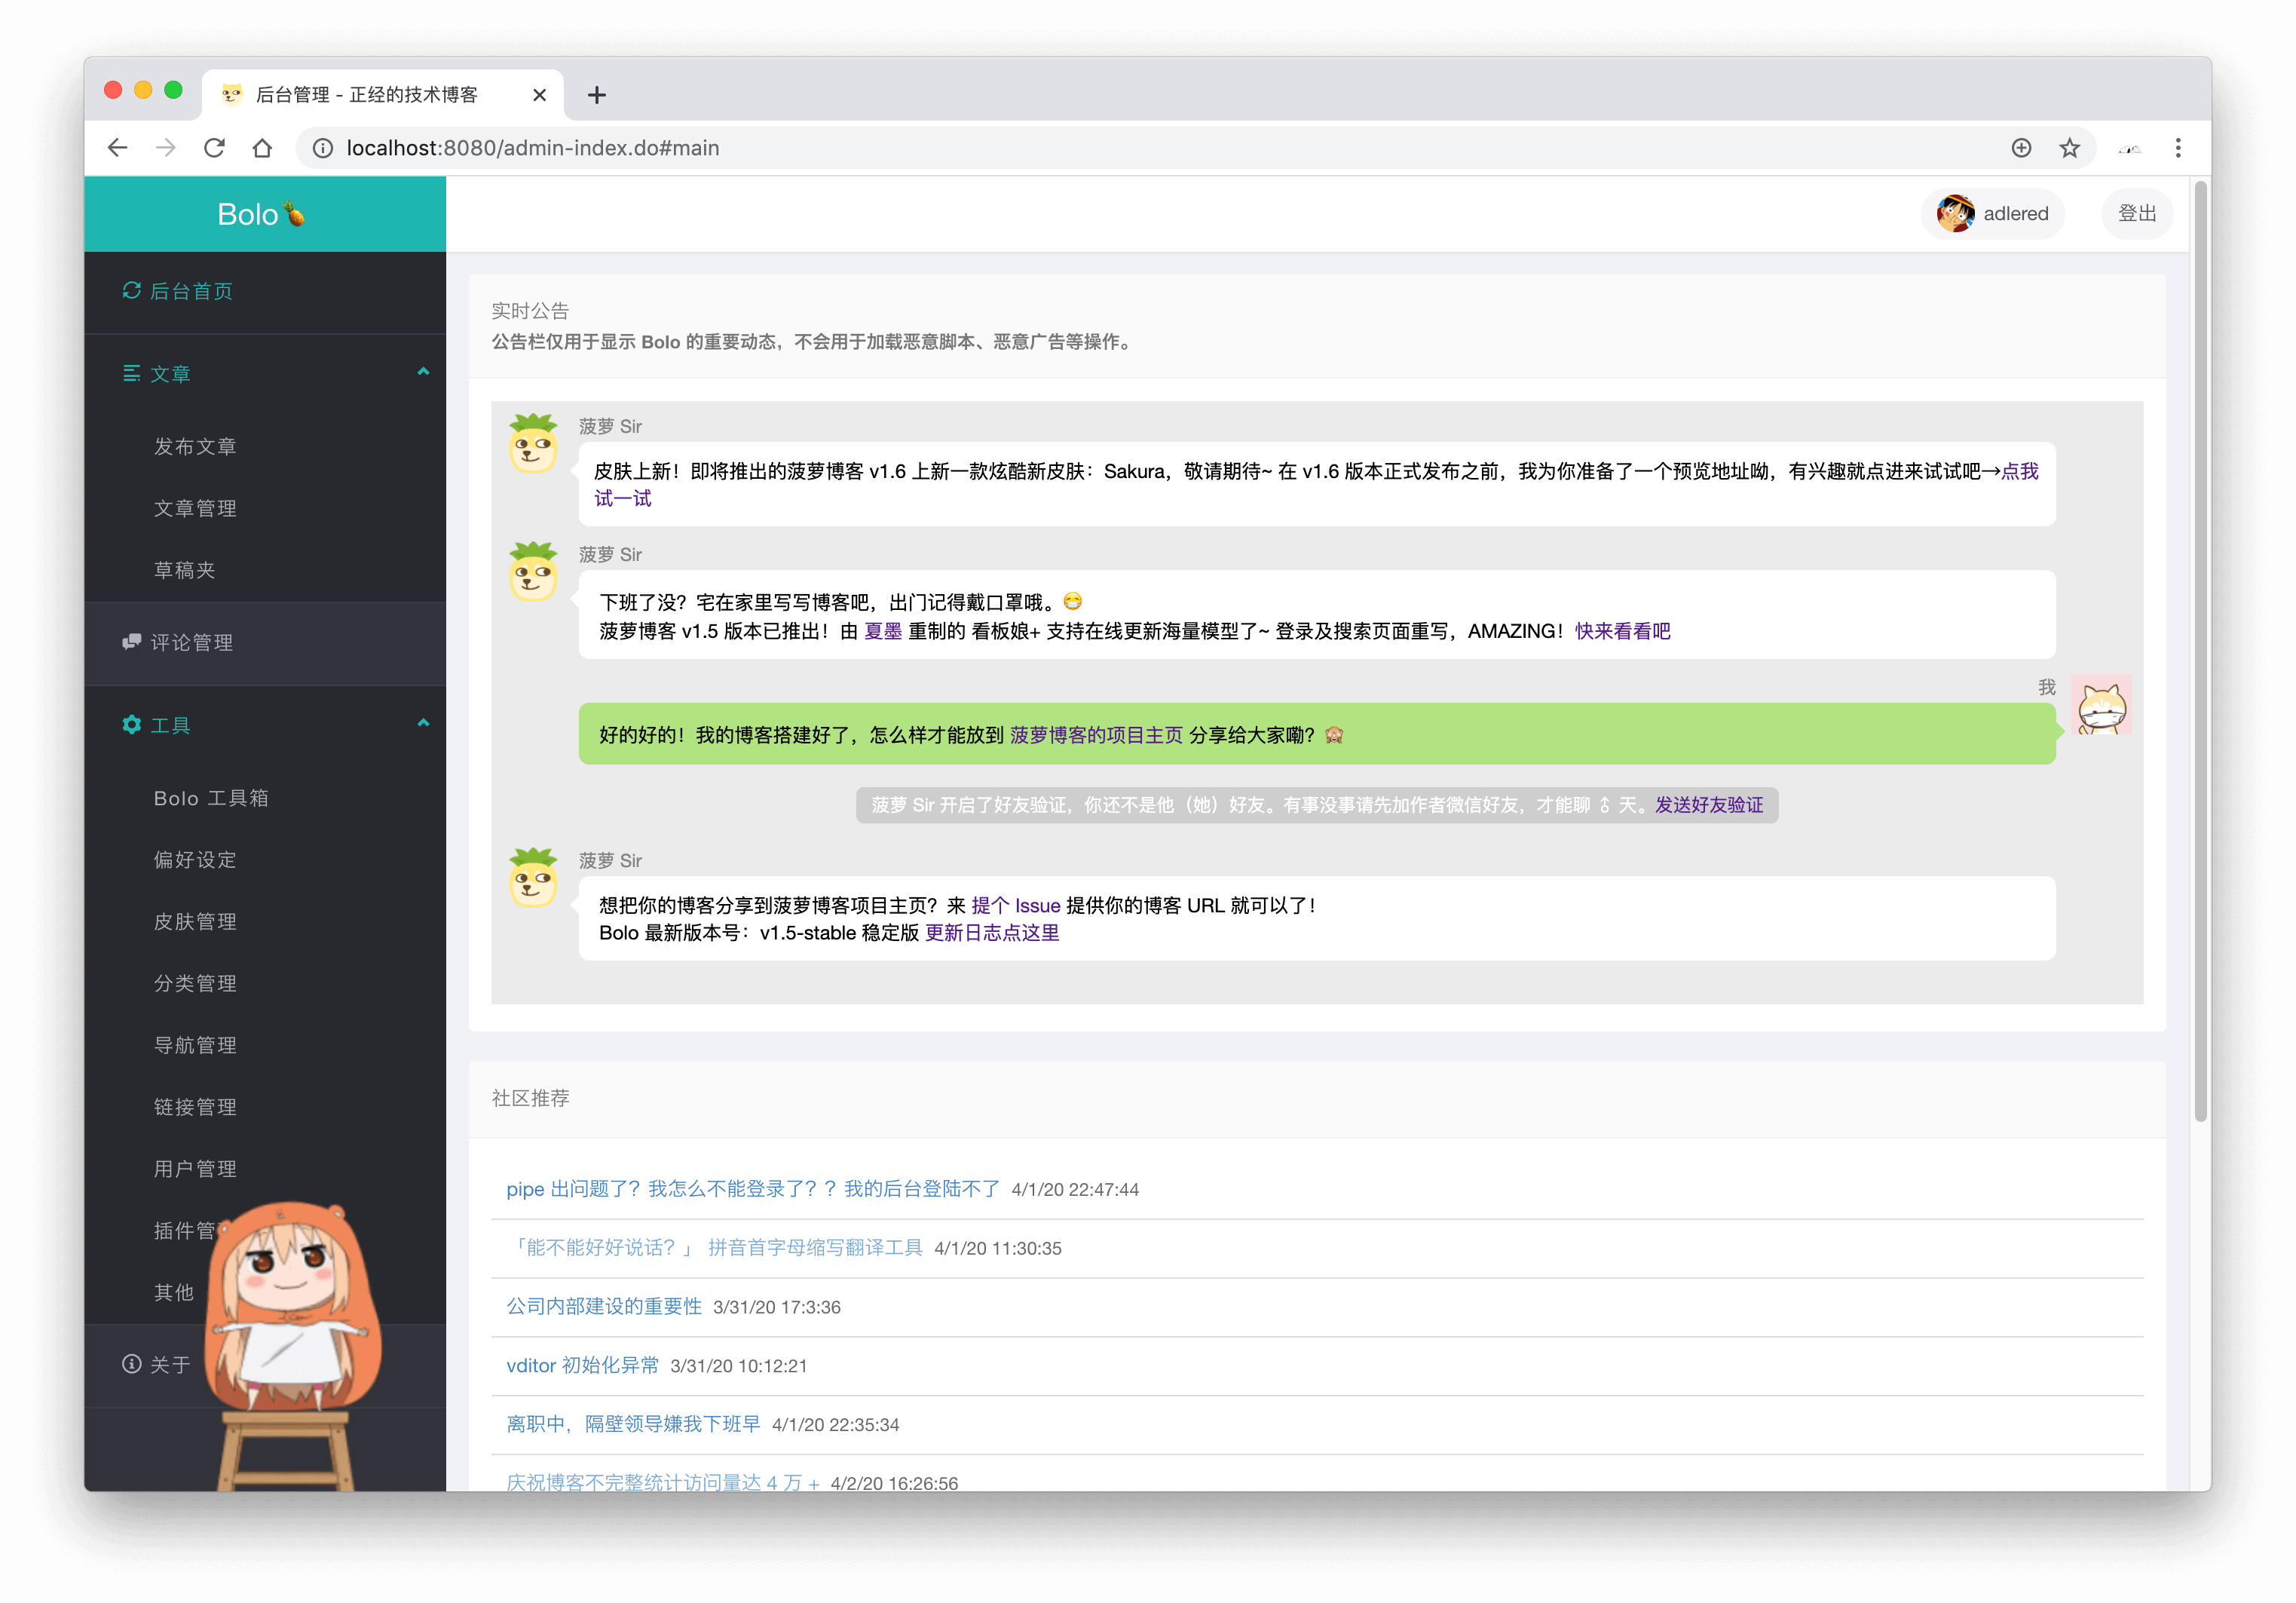 后台管理 - 正经的技术博客
localhost:8080/admin-index.do#main
Bolo
adlered
登出
后台首页
文章
发布文章
文章管理
草稿夹
评论管理
工具
Bolo 工具箱
偏好设定
皮肤管理
分类管理
导航管理
链接管理
用户管理
插件管
其他
关于
实时公告
公告栏仅用于显示 Bolo 的重要动态，不会用于加载恶意脚本、恶意广告等操作。
菠萝 Sir
皮肤上新！即将推出的菠萝博客 v1.6 上新一款炫酷新皮肤：Sakura，敬请期待~ 在 v1.6 版本正式发布之前，我为你准备了一个预览地址呦，有兴趣就点进来试试吧→点我
试一试
菠萝 Sir
下班了没？宅在家里写写博客吧，出门记得戴口罩哦。😷
菠萝博客 v1.5 版本已推出！由 夏墨 重制的 看板娘+ 支持在线更新海量模型了~ 登录及搜索页面重写，AMAZING！快来看看吧
我
好的好的！我的博客搭建好了，怎么样才能放到 菠萝博客的项目主页 分享给大家嘞？🙈
菠萝 Sir 开启了好友验证，你还不是他（她）好友。有事没事请先加作者微信好友，才能聊 天。发送好友验证
菠萝 Sir
想把你的博客分享到菠萝博客项目主页？来 提个 Issue 提供你的博客 URL 就可以了！
Bolo 最新版本号：v1.5-stable 稳定版 更新日志点这里
社区推荐
pipe 出问题了？我怎么不能登录了？？我的后台登陆不了 4/1/20 22:47:44
「能不能好好说话？」 拼音首字母缩写翻译工具 4/1/20 11:30:35
公司内部建设的重要性 3/31/20 17:3:36
vditor 初始化异常 3/31/20 10:12:21
离职中，隔壁领导嫌我下班早 4/1/20 22:35:34
庆祝博客不完整统计访问量达 4 万 + 4/2/20 16:26:56